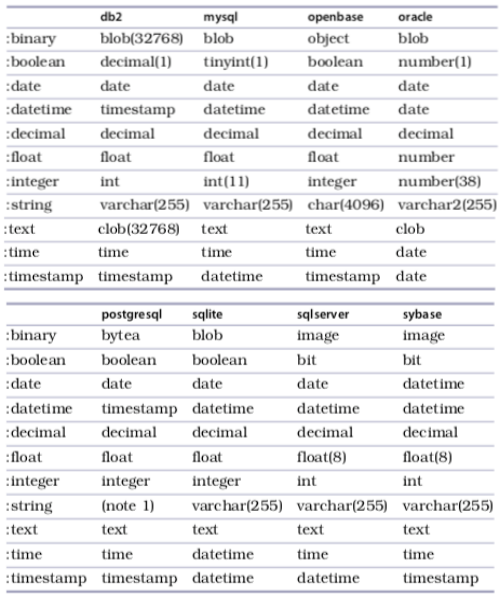 db2 mysql openbase oracle
:binary blob(32768) blob object blob
:boolean decimal(1) tinyint(1) boolean number(1)
:date date date date date
:datetime timestamp datetime datetime date
:decimal decimal decimal decimal decimal
:float float float float number
:integer int int(11) integer number(38)
:string varchar(255) varchar(255) char(4096) varchar2(255)
:text clob(32768) text text clob
:time time time time date
:timestamp timestamp datetime timestamp date
postgresql sqlite sqlserver sybase
:binary bytea blob image image
:boolean boolean boolean bit bit
:date date date date datetime
:datetime timestamp datetime datetime datetime
:decimal decimal decimal decimal decimal
:float float float float(8) float(8)
:integer integer integer int int
:string (note 1) varchar(255) varchar(255) varchar(255)
:text text text text text
:time time datetime time time
:timestamp timestamp datetime datetime timestamp